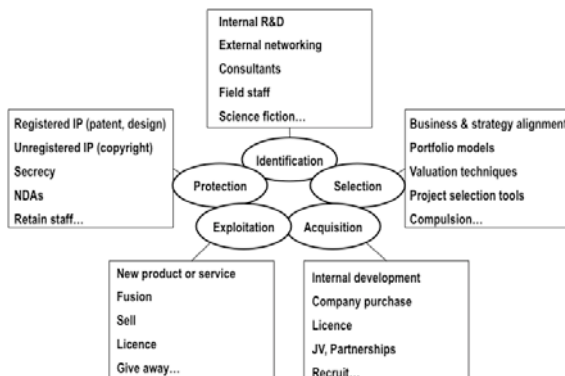 Internal R&D
External networking
Consultants
Field staff
Science fiction…
Registered IP (patent, design)
Unregistered IP (copyright)
Secrecy
NDAs
Retain staff…
Business & strategy alignment
Portfolio models
Valuation techniques
Project selection tools
Compulsion…
Identification
Protection
Selection
Exploitation
Acquisition
New product or service
Fusion
Sell
Licence
Give away…
Internal development
Company purchase
Licence
JV, Partnerships
Recruit…